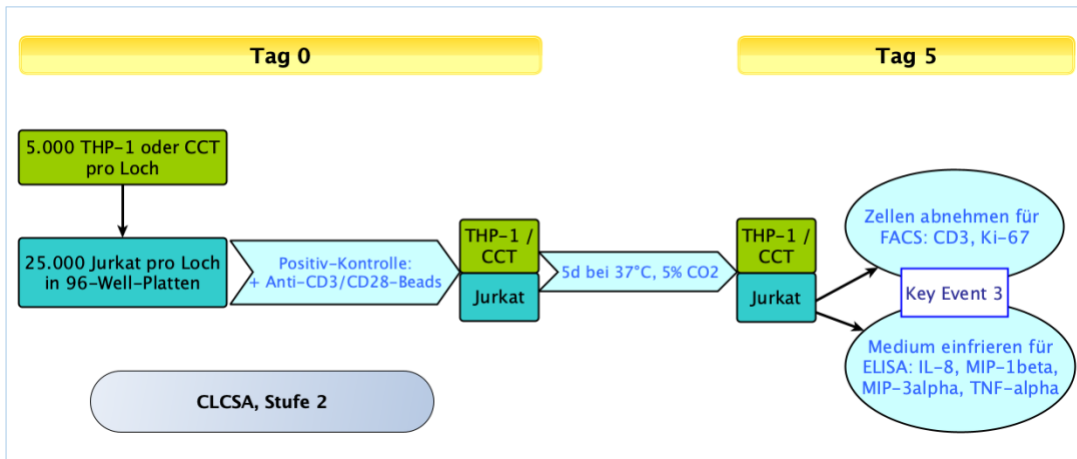 Tag 0
Tag 5
5.000 THP-1 oder CCT
pro Loch
25.000 Jurkat pro Loch
in 96-Well-Platten
Positiv-Kontrolle:
+ Anti-CD3/CD28-Beads
THP-1 /
CCT
Jurkat
5d bei 37°C, 5% CO2
THP-1 /
CCT
Jurkat
Zellen abnehmen für
FACS: CD3, Ki-67
Key Event 3
Medium einfrieren für
ELISA: IL-8, MIP-1beta,
MIP-3alpha, TNF-alpha
CLCSA, Stufe 2